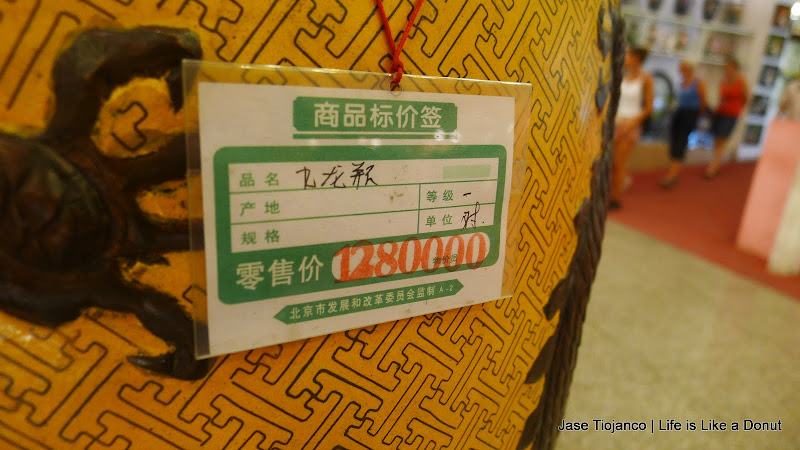 商品标价签
品名 九龙瓶
产地 等级 一
规格 单位 对.
零售价 1280000
北京市发展和改革委员会监制 A-2
Jase Tiojanco | Life is Like a Donut